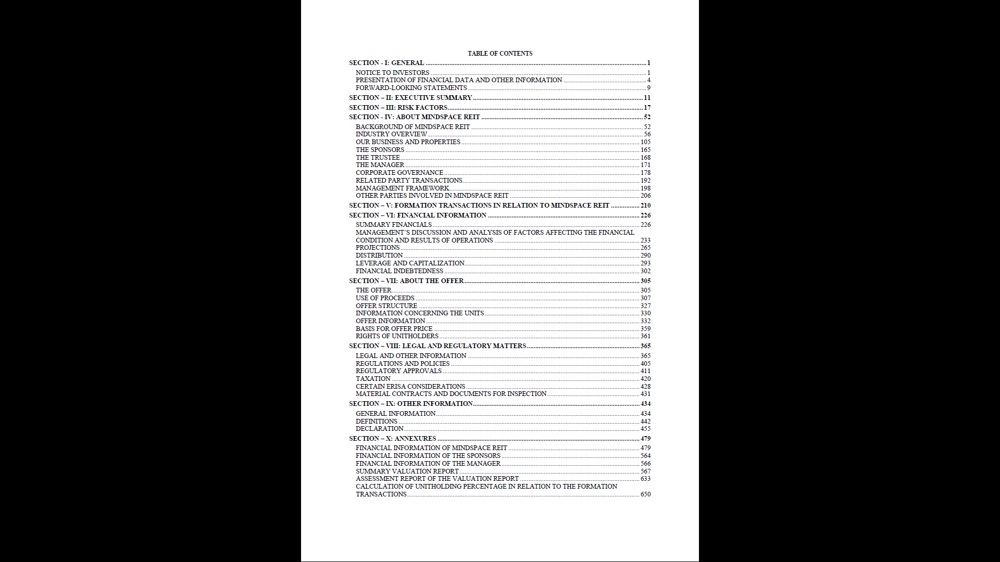 TABLE OF CONTENTS
SECTION - I: GENERAL ........................ 1
NOTICE TO INVESTORS ........................ 1
PRESENTATION OF FINANCIAL DATA AND OTHER INFORMATION ........................ 4
FORWARD-LOOKING STATEMENTS ........................ 9
SECTION – II: EXECUTIVE SUMMARY ........................ 11
SECTION – III: RISK FACTORS ........................ 17
SECTION - IV: ABOUT MINDSPACE REIT ........................ 52
BACKGROUND OF MINDSPACE REIT ........................ 52
INDUSTRY OVERVIEW ........................ 56
OUR BUSINESS AND PROPERTIES ........................ 105
THE SPONSORS ........................ 165
THE TRUSTEE ........................ 168
THE MANAGER ........................ 171
CORPORATE GOVERNANCE ........................ 178
RELATED PARTY TRANSACTIONS ........................ 192
MANAGEMENT FRAMEWORK ........................ 198
OTHER PARTIES INVOLVED IN MINDSPACE REIT ........................ 206
SECTION – V: FORMATION TRANSACTIONS IN RELATION TO MINDSPACE REIT ................. 210
SECTION – VI: FINANCIAL INFORMATION ........................ 226
SUMMARY FINANCIALS ........................ 226
MANAGEMENT’S DISCUSSION AND ANALYSIS OF FACTORS AFFECTING THE FINANCIAL
CONDITION AND RESULTS OF OPERATIONS ........................ 233
PROJECTIONS ........................ 265
DISTRIBUTION ........................ 290
LEVERAGE AND CAPITALIZATION ........................ 293
FINANCIAL INDEBTEDNESS ........................ 302
SECTION – VII: ABOUT THE OFFER ........................ 305
THE OFFER ........................ 305
USE OF PROCEEDS ........................ 307
OFFER STRUCTURE ........................ 327
INFORMATION CONCERNING THE UNITS ........................ 330
OFFER INFORMATION ........................ 332
BASIS FOR OFFER PRICE ........................ 359
RIGHTS OF UNITHOLDERS ........................ 361
SECTION – VIII: LEGAL AND REGULATORY MATTERS ........................ 365
LEGAL AND OTHER INFORMATION ........................ 365
REGULATIONS AND POLICIES ........................ 405
REGULATORY APPROVALS ........................ 411
TAXATION ........................ 420
CERTAIN ERISA CONSIDERATIONS ........................ 428
MATERIAL CONTRACTS AND DOCUMENTS FOR INSPECTION ........................ 431
SECTION – IX: OTHER INFORMATION ........................ 434
GENERAL INFORMATION ........................ 434
DEFINITIONS ........................ 442
DECLARATION ........................ 455
SECTION – X: ANNEXURES ........................ 479
FINANCIAL INFORMATION OF MINDSPACE REIT ........................ 479
FINANCIAL INFORMATION OF THE SPONSORS ........................ 564
FINANCIAL INFORMATION OF THE MANAGER ........................ 566
SUMMARY VALUATION REPORT ........................ 567
ASSESSMENT REPORT OF THE VALUATION REPORT ........................ 633
CALCULATION OF UNITHOLDING PERCENTAGE IN RELATION TO THE FORMATION
TRANSACTIONS ........................ 650